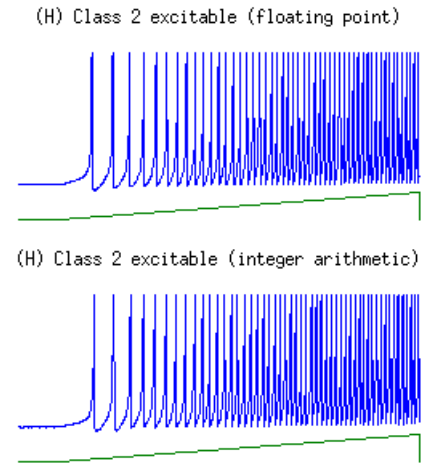 (H) Class 2 excitable (floating point)
(H) Class 2 excitable (integer arithmetic)